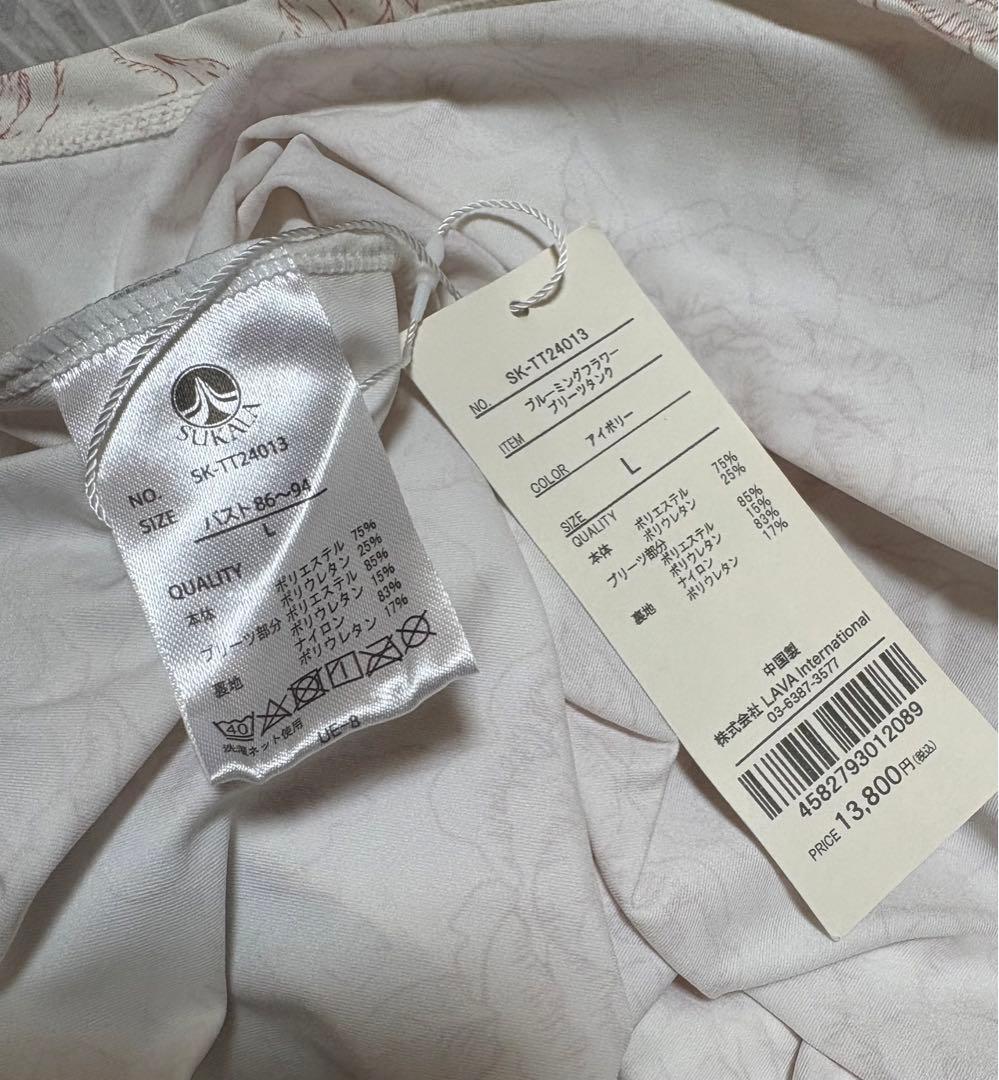 SUKALA
NO. SK-TT24013
SIZE バスト86〜94
L
QUALITY
本体 ポリエステル 75%
ポリウレタン 25%
プリーツ部分 ポリエステル 85%
ポリウレタン 15%
裏地 ナイロン 83%
ポリウレタン 17%
40
洗濯ネット使用
UE-8
NO. SK-TT24013
ITEM ブルーミングフラワー
プリーツタンク
COLOR アイボリー
SIZE L
QUALITY
本体 ポリエステル 75%
ポリウレタン 25%
プリーツ部分 ポリエステル 85%
ポリウレタン 15%
裏地 ナイロン 83%
ポリウレタン 17%
中国製
株式会社 LAVA International
03-6387-3577
4582793012089
PRICE 13,800円(税込)